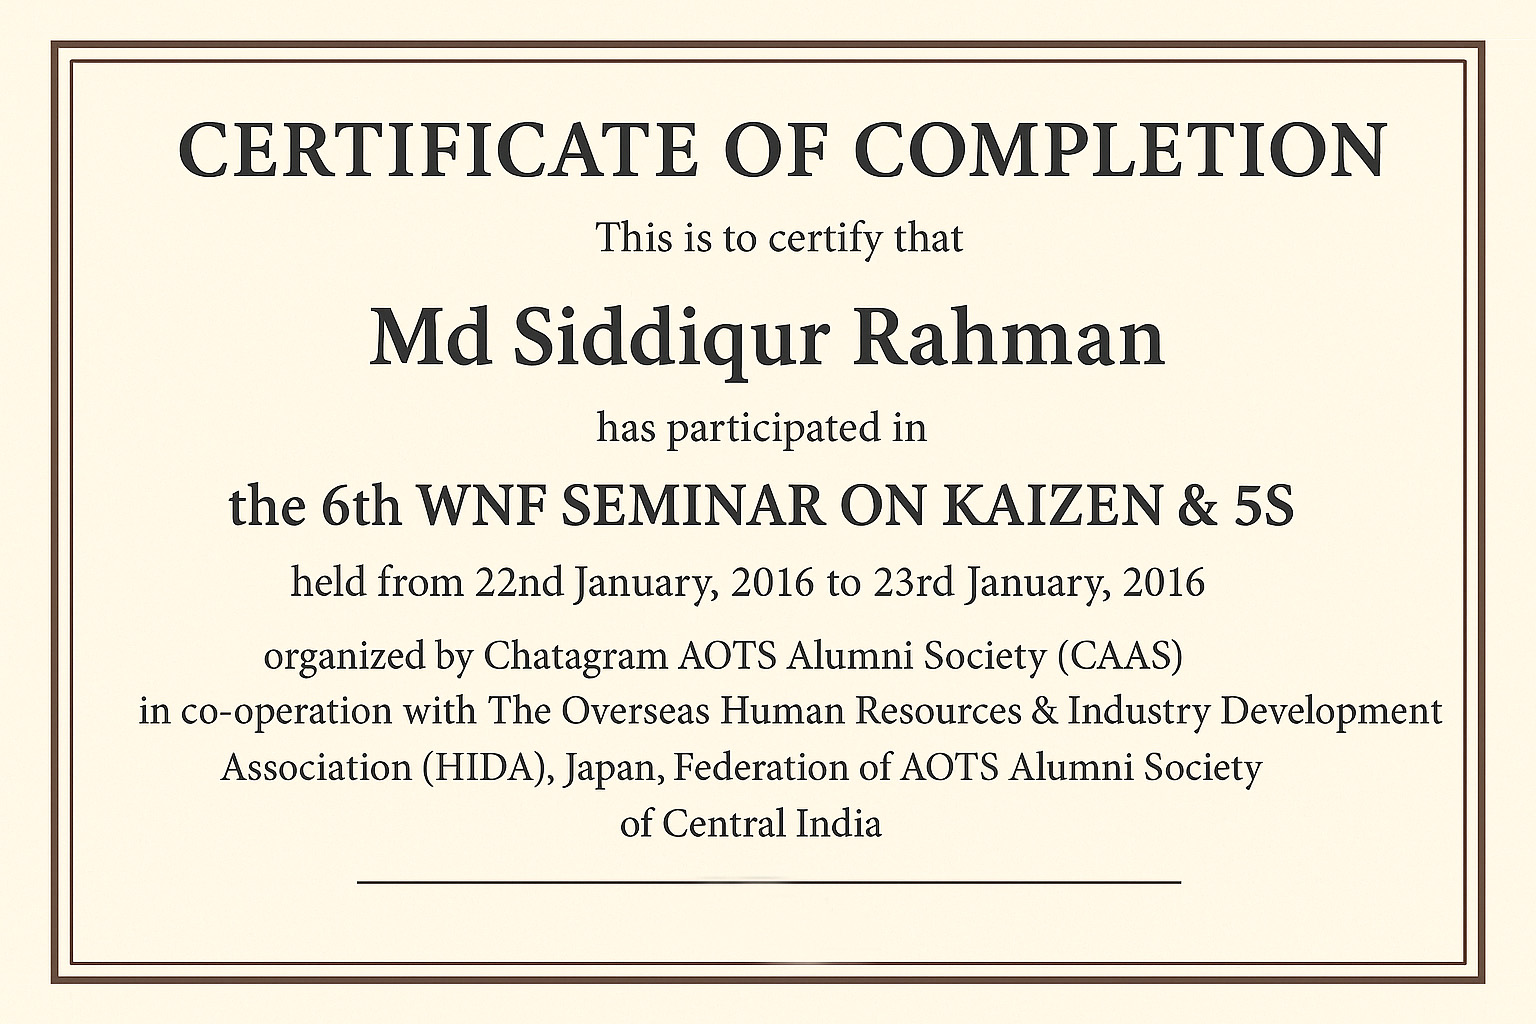 CERTIFICATE OF COMPLETION
This is to certify that
Md Siddiqur Rahman
has participated in
the 6th WNF SEMINAR ON KAIZEN & 5S
held from 22nd January, 2016 to 23rd January, 2016
organized by Chatagram AOTS Alumni Society (CAAS)
in co-operation with The Overseas Human Resources & Industry Development
Association (HIDA), Japan, Federation of AOTS Alumni Society
of Central India